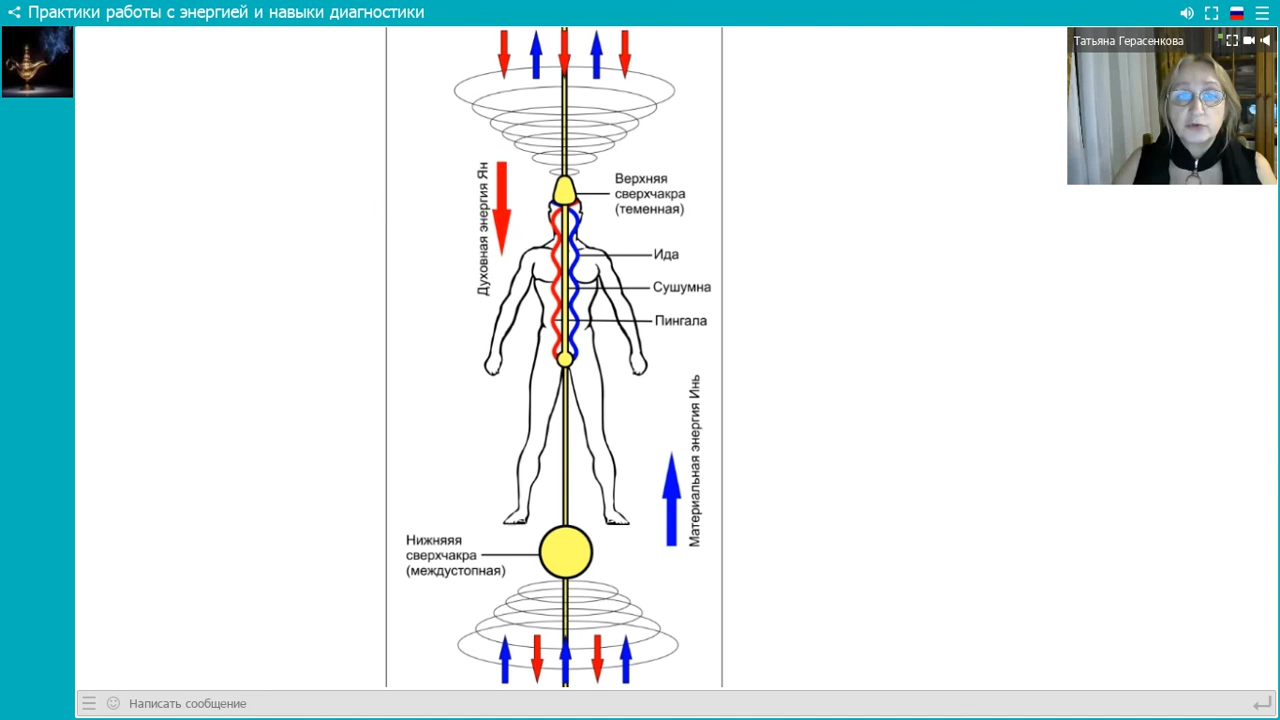 Практики работы с энергией и навыки диагностики
Татьяна Герасенкова
Духовная энергия Ян
Верхняя
сверхчакра
(теменная)
Ида
Сушумна
Пингала
Материальная энергия Инь
Нижняяя
сверхчакра
(междустопная)
Написать сообщение